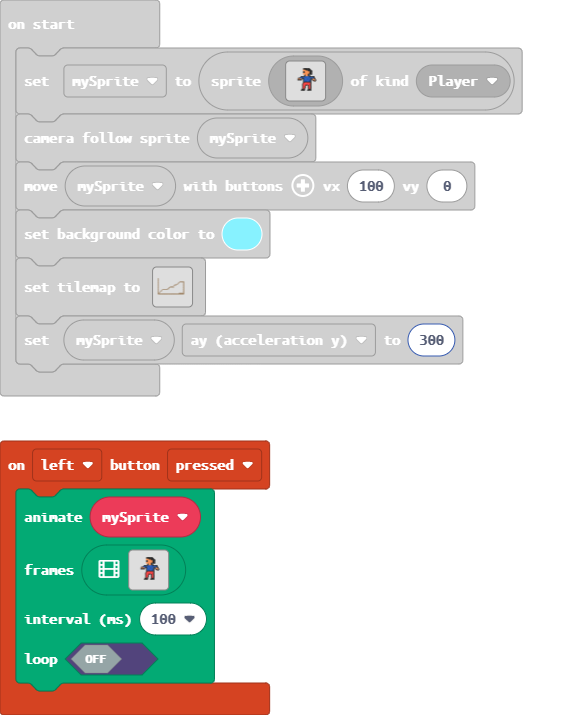 on start
set mySprite to sprite of kind Player
camera follow sprite mySprite
move mySprite with buttons vx 100 vy 0
set background color to
set tilemap to
set mySprite ay (acceleration y) to 300
on left button pressed
animate mySprite
frames
interval (ms) 100
loop OFF